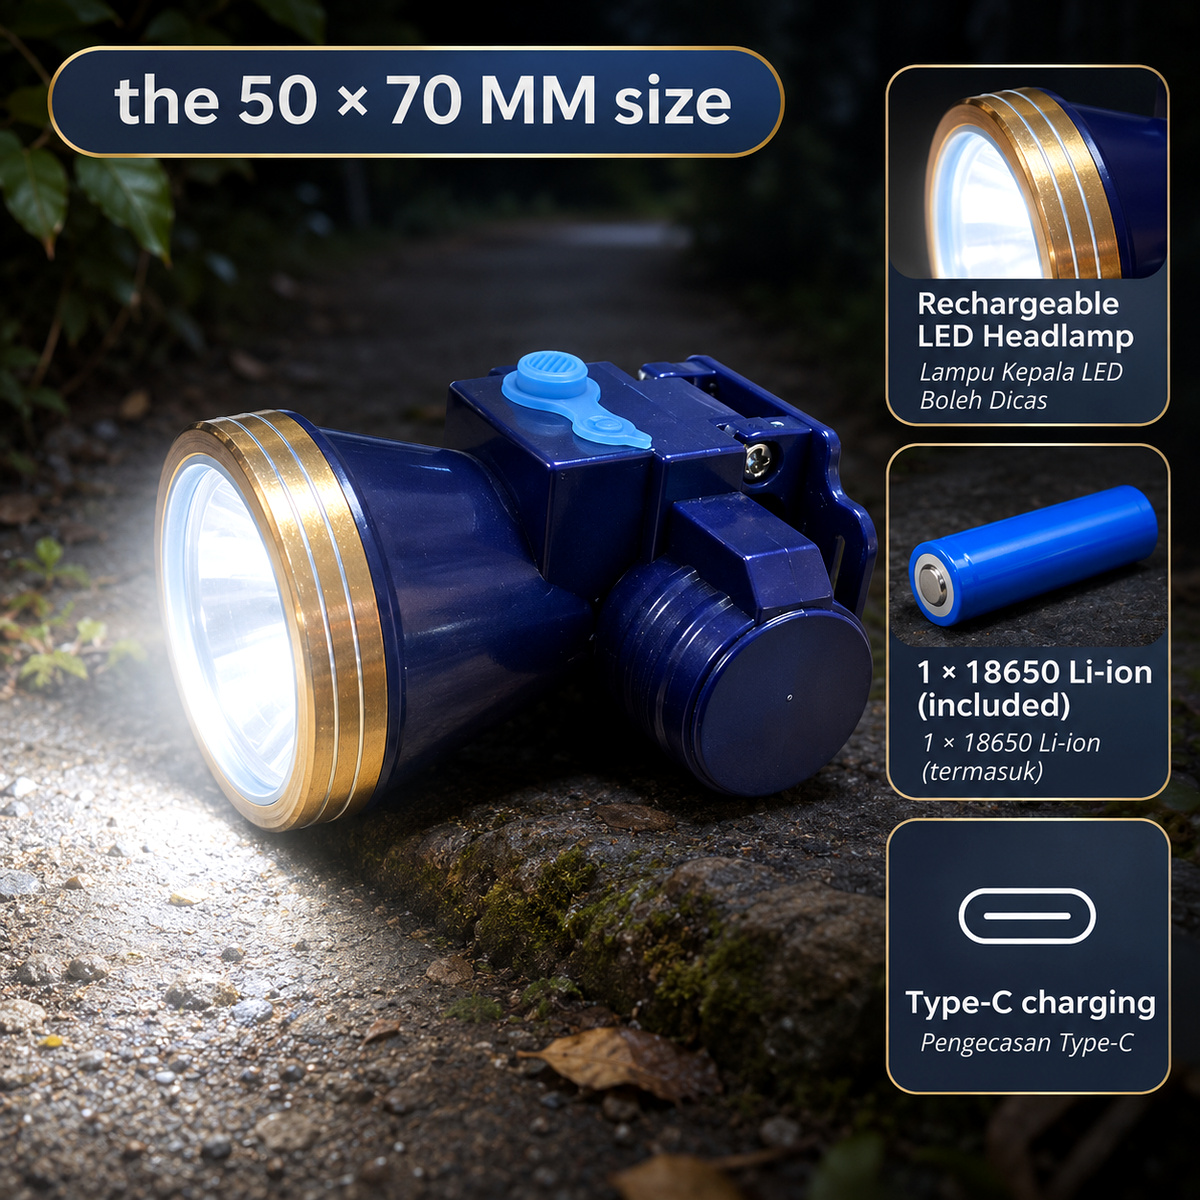 the 50 × 70 MM size
Rechargeable
LED Headlamp
Lampu Kepala LED
Boleh Dicas
1 × 18650 Li-ion
(included)
1 × 18650 Li-ion
(termasuk)
Type-C charging
Pengecasan Type-C